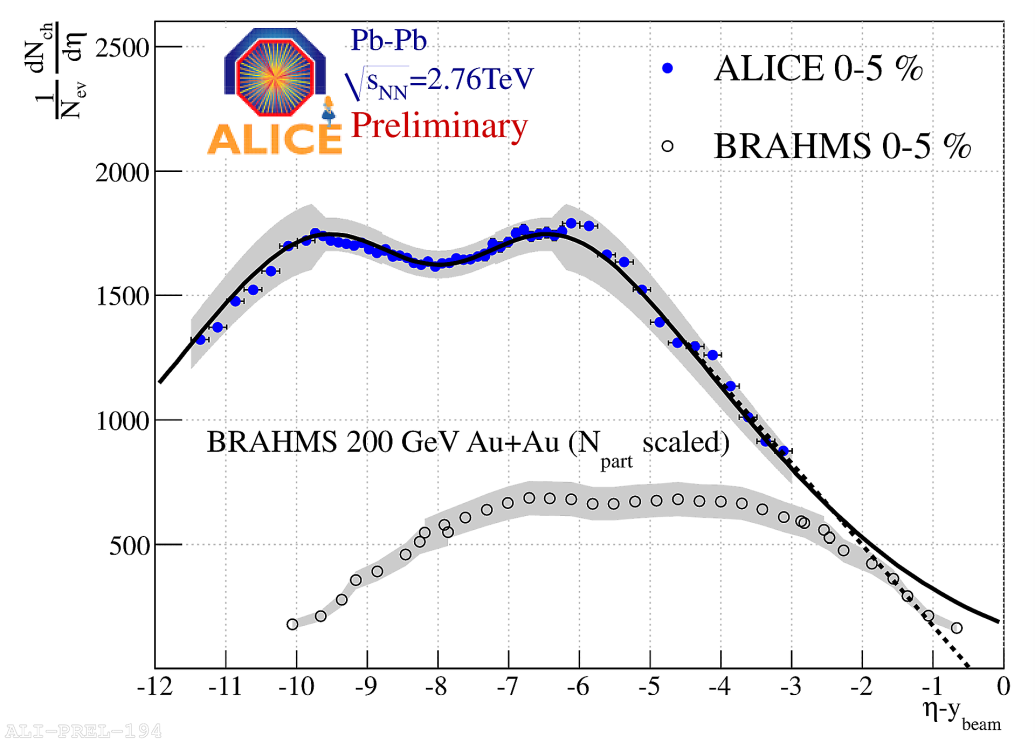 1/N_ev dN_ch/dη
2500
2000
1500
1000
500
ALICE
Pb-Pb
√s_NN=2.76TeV
Preliminary
ALICE 0-5 %
BRAHMS 0-5 %
BRAHMS 200 GeV Au+Au (N_part scaled)
-12 -11 -10 -9 -8 -7 -6 -5 -4 -3 -2 -1 0
η-y_beam
ALI-PREL-194